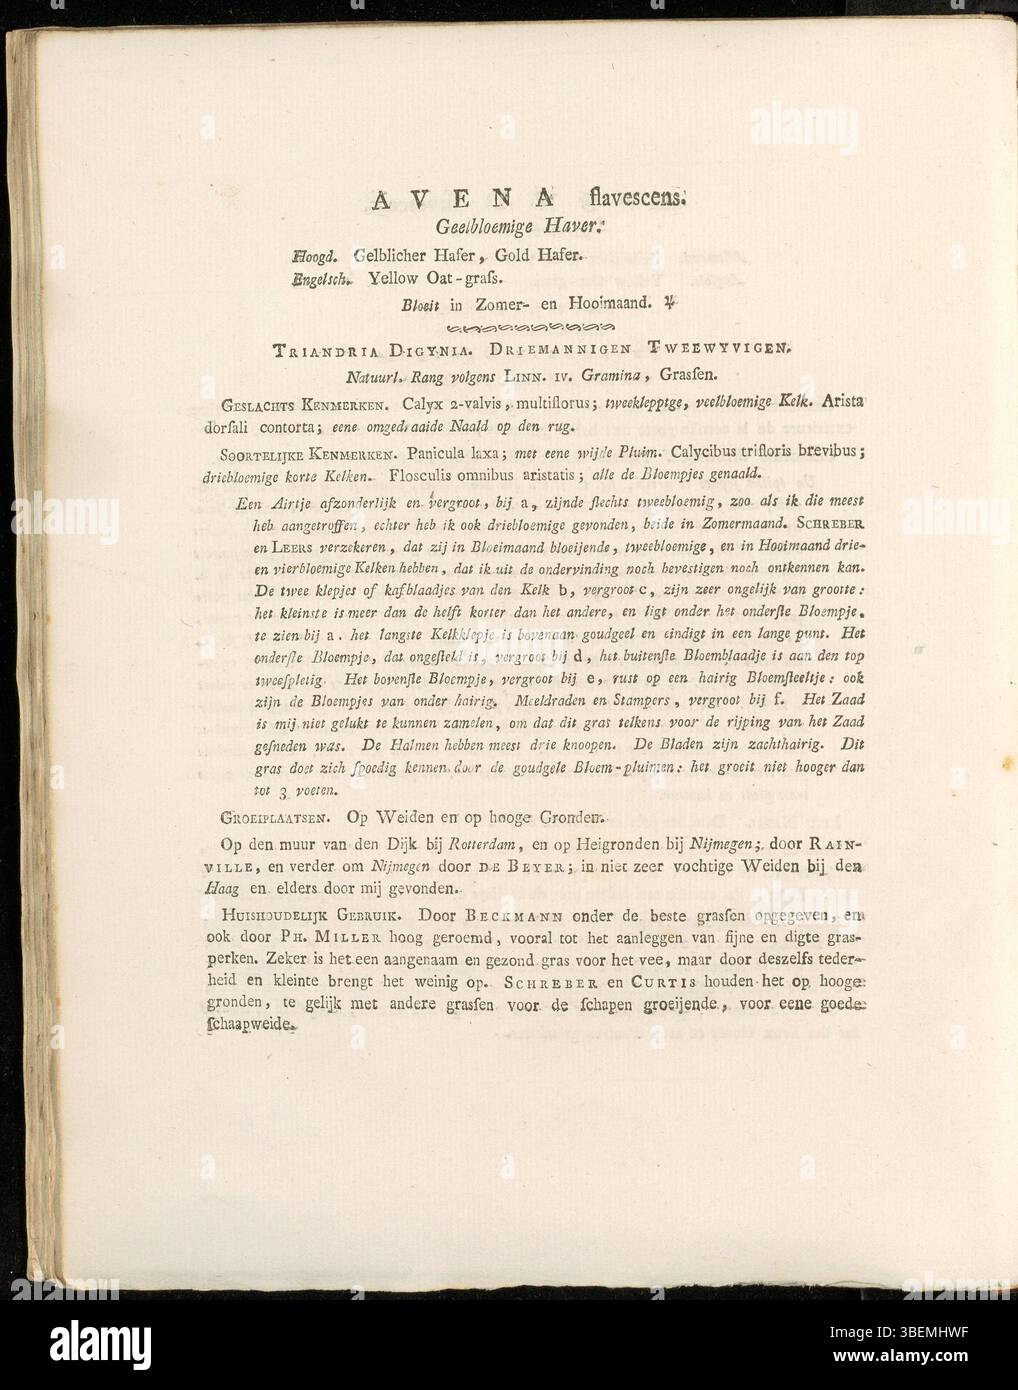 AVENA flavescens.
Geelbloemige Haver.
Hoogd. Gelblicher Hafer, Gold Hafer.
Engelsch. Yellow Oat-graſs.
Bloeit in Zomer- en Hooimaand. ♃
TRIANDRIA DIGYNIA. DRIEMANNIGEN TWEEWYVIGEN.
Natuurl. Rang volgens LINN. IV. Gramina, Grasſen.
GESLACHTS KENMERKEN. Calyx 2-valvis, multiflorus; tweekleppige, veelbloemige Kelk. Arista
dorſali contorta; eene omgedraaide Naald op den rug.
SOORTELIJKE KENMERKEN. Panicula laxa; met eene wijde Pluim. Calycibus trifloris brevibus;
driebloemige korte Kelken. Flosculis omnibus aristatis; alle de Bloempjes genaald.
Een Airtje afzonderlijk en vergroot, bij a, zijnde ſlechts tweebloemig, zoo als ik die meest
heb aangetroffen, echter heb ik ook driebloemige gevonden, beide in Zomermaand. SCHREBER
en LEERS verzekeren, dat zij in Bloeimaand bloeijende, tweebloemige, en in Hooimaand drie-
en vierbloemige Kelken hebben, dat ik uit de ondervinding noch bevestigen noch ontkennen kan.
De twee klepjes of kafblaadjes van den Kelk b, vergroot c, zijn zeer ongelijk van grootte:
het kleinste is meer dan de helft korter dan het andere, en ligt onder het onderſte Bloempje,
te zien bij a. het langste Kelkklepje is bovenaan goudgeel en eindigt in een lange punt. Het
onderſte Bloempje, dat ongeſteld is, vergroot bij d, het buitenſte Bloemblaadje is aan den top
tweeſpletig. Het bovenſte Bloempje, vergroot bij e, rust op een hairig Bloemſteeltje: ook
zijn de Bloempjes van onder hairig. Meeldraden en Stampers, vergroot bij f. Het Zaad
is mij niet gelukt te kunnen zamelen, om dat dit gras telkens voor de rijping van het Zaad
geſneden was. De Halmen hebben meest drie knoopen. De Bladen zijn zachthairig. Dit
gras doet zich ſpoedig kennen door de goudgele Bloem-pluimen: het groeit niet hooger dan
tot 3 voeten.
GROEIPLAATSEN. Op Weiden en op hooge Gronden.
Op den muur van den Dijk bij Rotterdam, en op Heigronden bij Nijmegen; door RAIN-
VILLE, en verder om Nijmegen door DE BEYER; in niet zeer vochtige Weiden bij den
Haag en elders door mij gevonden.
HUISHOUDELIJK GEBRUIK. Door BECKMANN onder de beste grasſen opgegeven, en
ook door PH. MILLER hoog geroemd, vooral tot het aanleggen van fijne en digte gras-
perken. Zeker is het een aangenaam en gezond gras voor het vee, maar door deszelfs teder-
heid en kleinte brengt het weinig op. SCHREBER en CURTIS houden het op hooge
gronden, te gelijk met andere grasſen voor de ſchapen groeijende, voor eene goede
ſchaapweide.